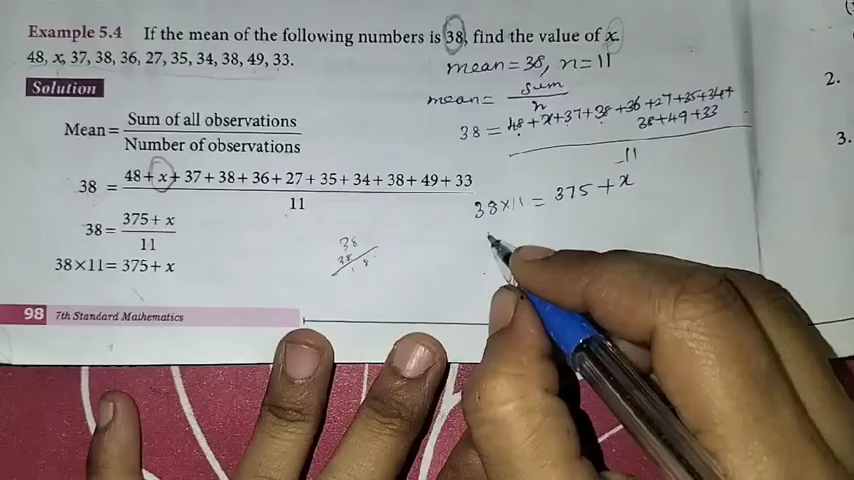 Example 5.4 If the mean of the following numbers is 38, find the value of x.
48, x, 37, 38, 36, 27, 35, 34, 38, 49, 33.
mean = 38, n = 11
Solution
mean = sum
n
Mean = Sum of all observations
Number of observations
38 = 48 + x + 37 + 38 + 36 + 27 + 35 + 34 +
38 + 49 + 33
11
38 = 48 + x + 37 + 38 + 36 + 27 + 35 + 34 + 38 + 49 + 33
11
38 × 11 = 375 + x
38 = 375 + x
11
38
38
1 8
38×11 = 375 + x
98 7th Standard Mathematics
2.
3.